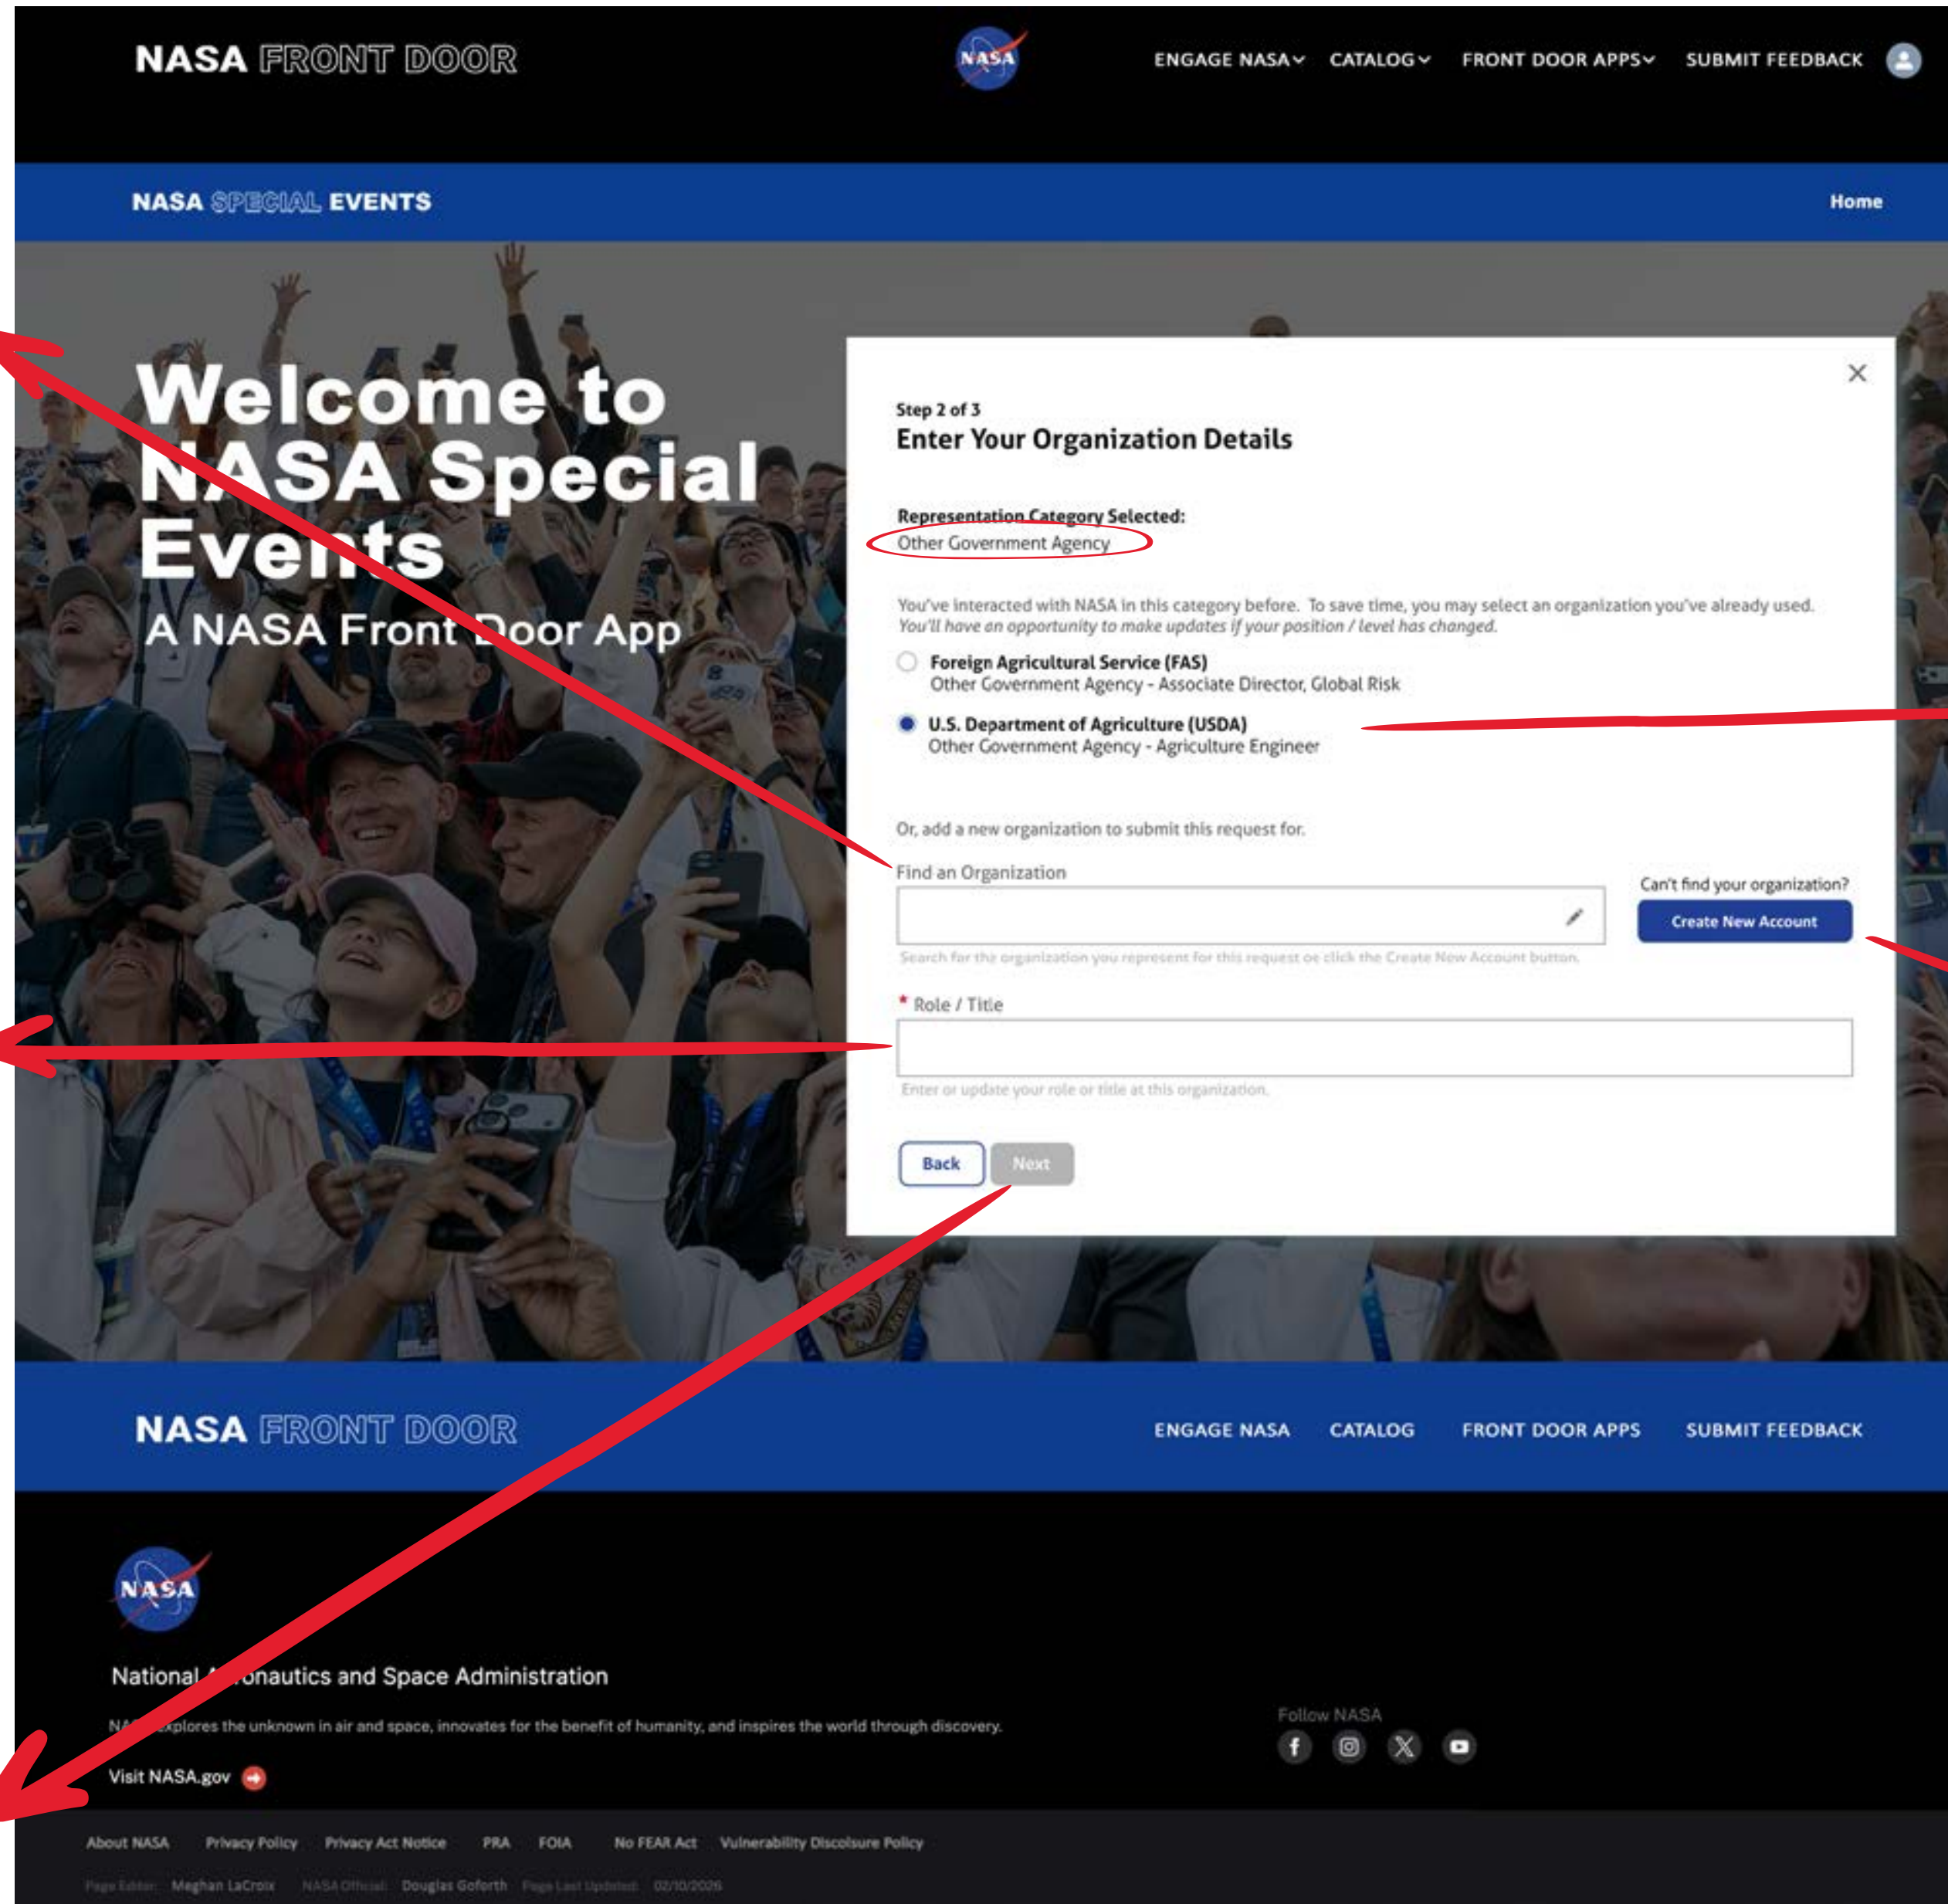 NASA FRONT DOOR
NASA
ENGAGE NASA CATALOG FRONT DOOR APPS SUBMIT FEEDBACK
NASA SPECIAL EVENTS
Home
Welcome to
NASA Special
Events
A NASA Front Door App
Step 2 of 3
Enter Your Organization Details
Representation Category Selected:
Other Government Agency
You've interacted with NASA in this category before. To save time, you may select an organization you've already used.
You'll have an opportunity to make updates if your position / level has changed.
Foreign Agricultural Service (FAS)
Other Government Agency - Associate Director, Global Risk
U.S. Department of Agriculture (USDA)
Other Government Agency - Agriculture Engineer
Or, add a new organization to submit this request for.
Find an Organization
Can't find your organization?
Create New Account
Search for the organization you represent for this request oe click the Create New Account button.
* Role / Title
Enter or update your role or title at this organization.
Back Next
NASA FRONT DOOR
ENGAGE NASA CATALOG FRONT DOOR APPS SUBMIT FEEDBACK
NASA
National onautics and Space Administration
explores the unknown in air and space, innovates for the benefit of humanity, and inspires the world through discovery.
Follow NASA
Visit NASA.gov
About NASA Privacy Policy Privacy Act Notice PRA FOIA No FEAR Act Vulnerability Discolsure Policy
Page Editor: Meghan LaCroix NASA Official: Douglas Goforth Page Last Updated: 02/10/2026